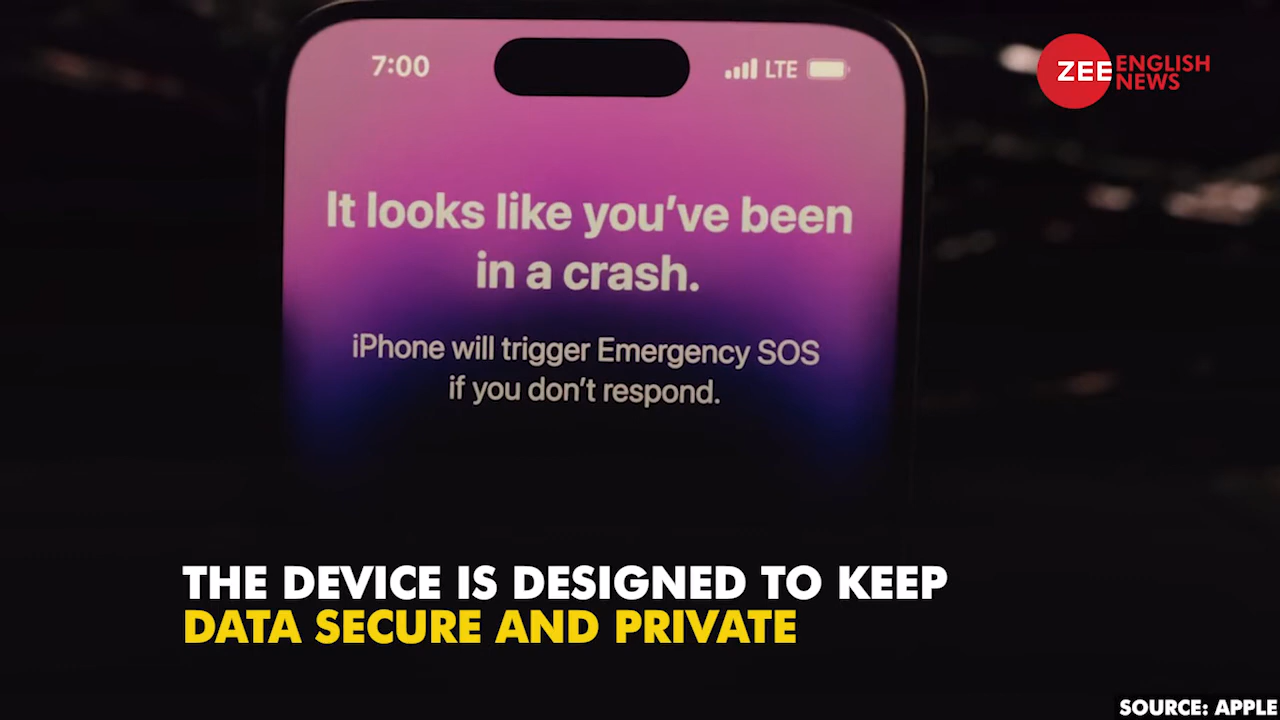 7:00
LTE
ZEE ENGLISH
NEWS
It looks like you've been
in a crash.
iPhone will trigger Emergency SOS
if you don't respond.
THE DEVICE IS DESIGNED TO KEEP
DATA SECURE AND PRIVATE
SOURCE: APPLE